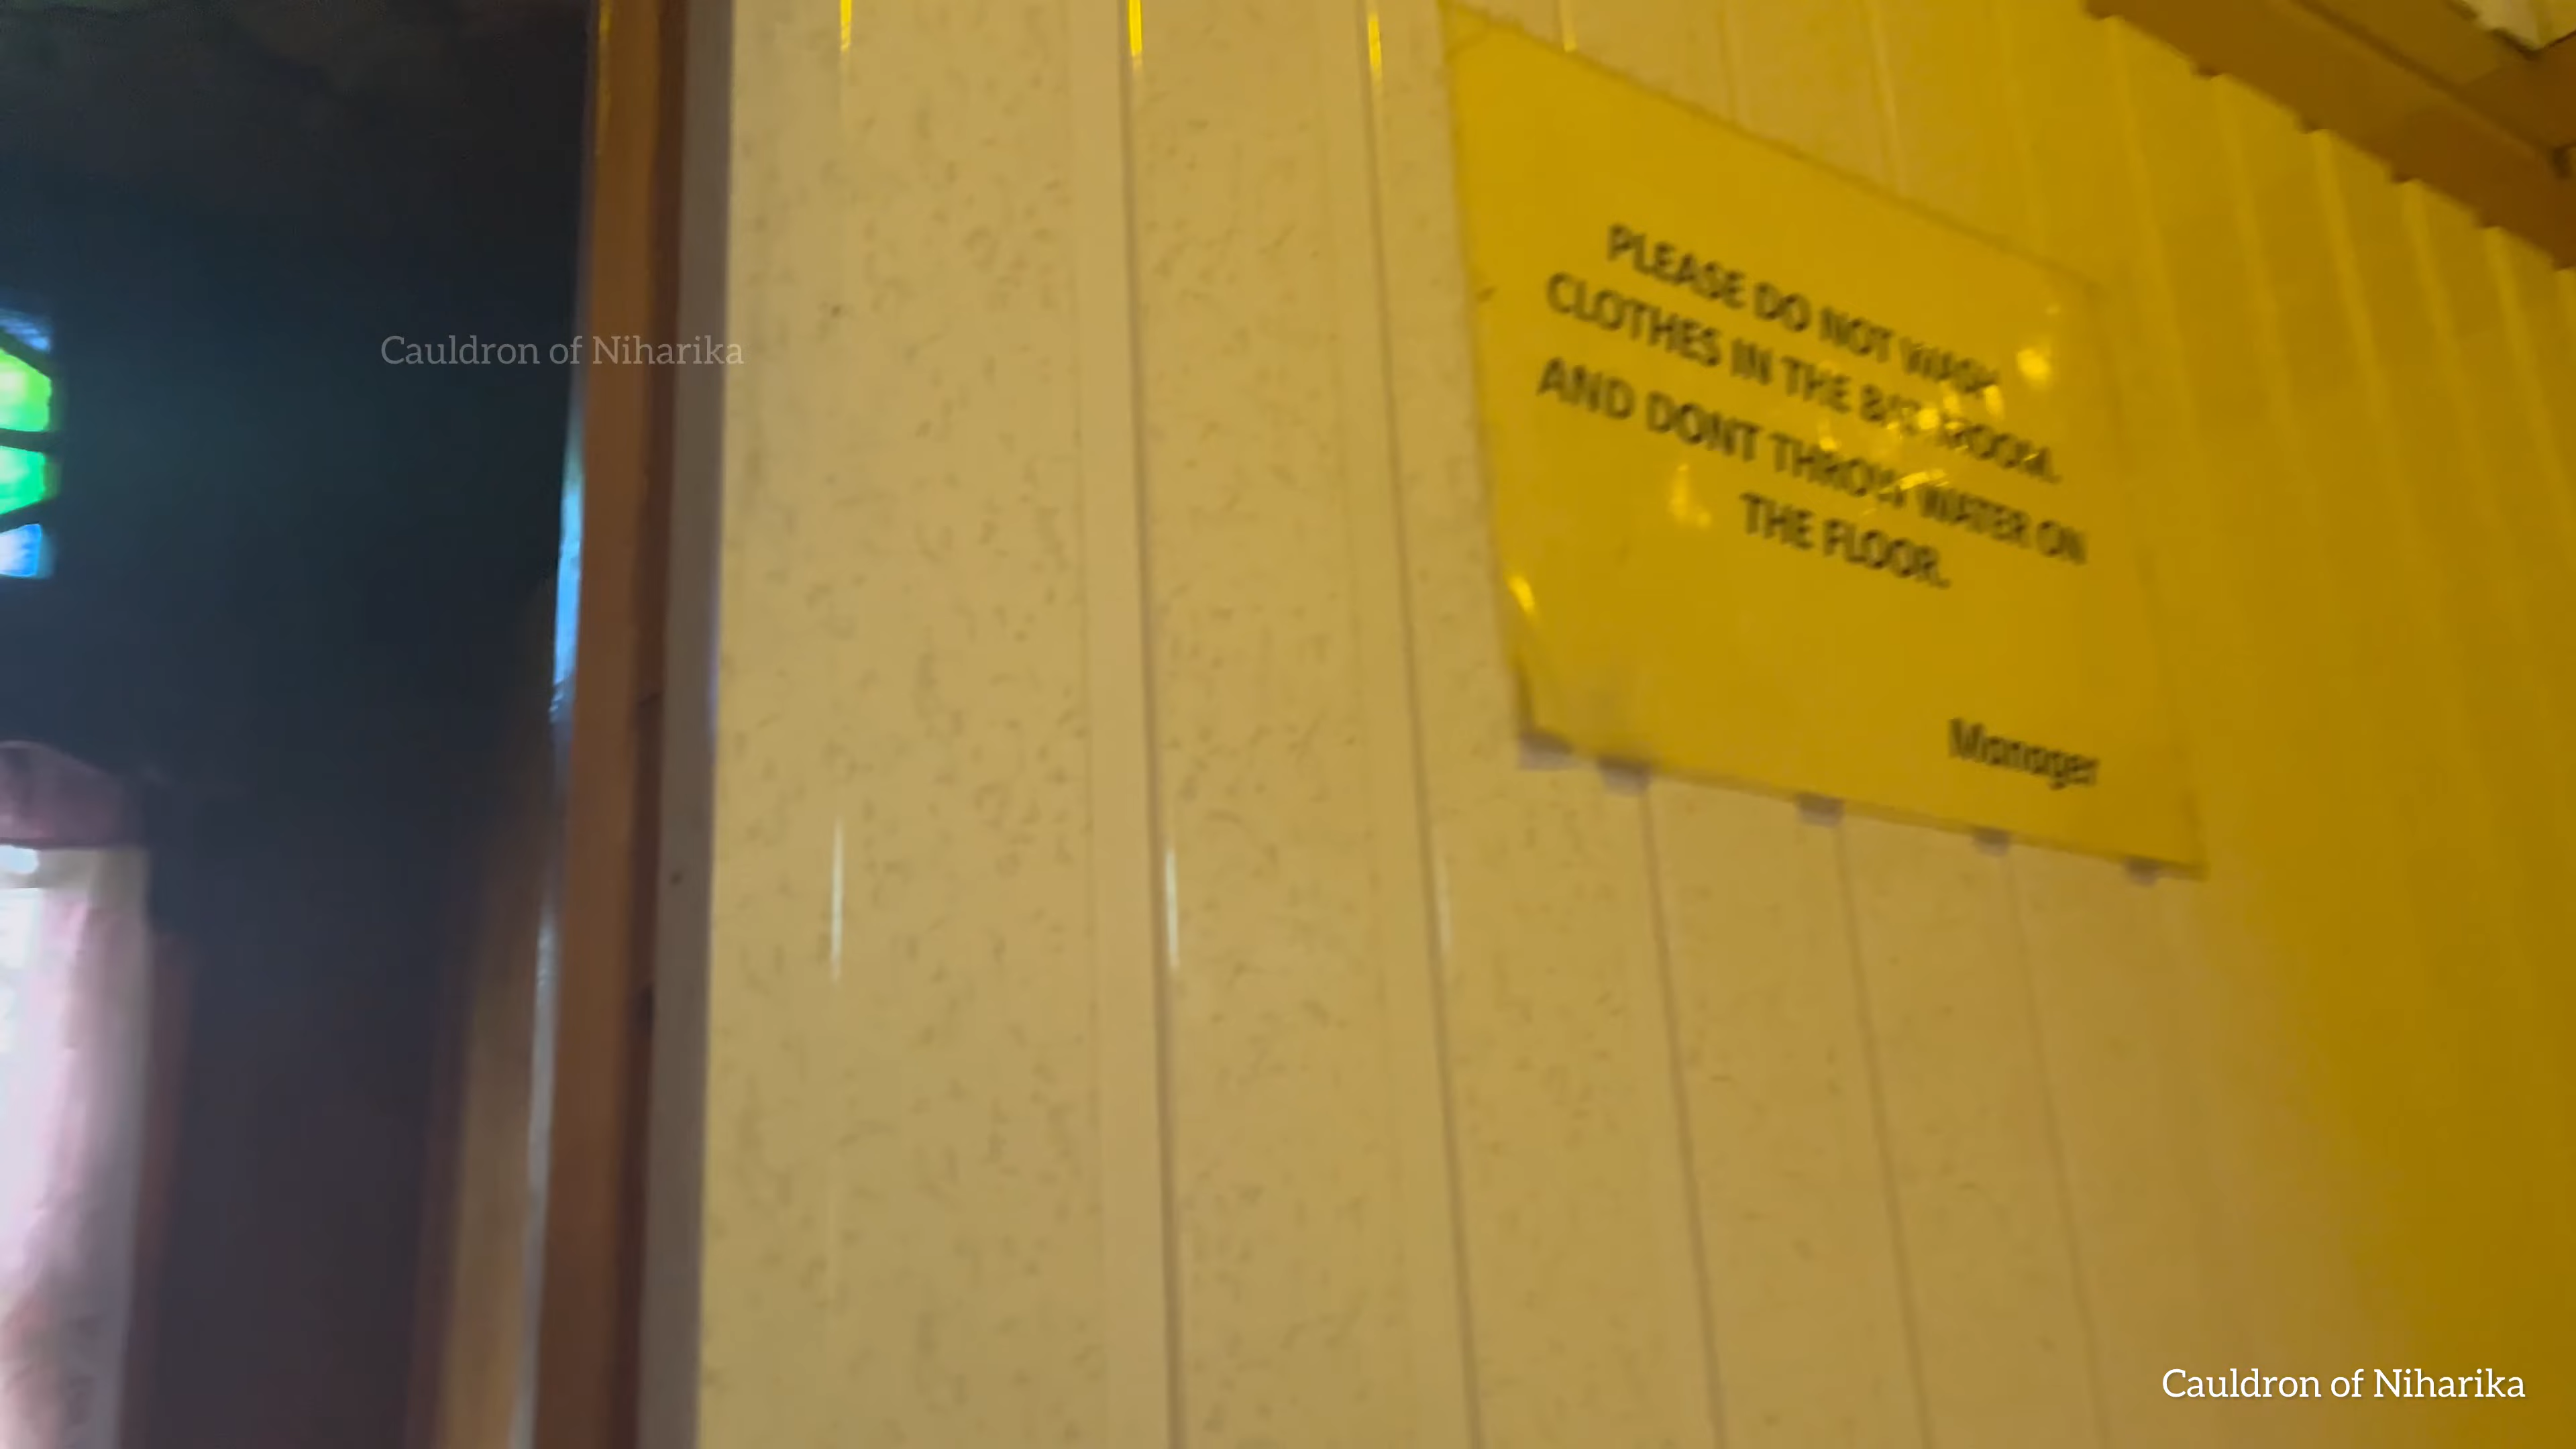 PLEASE DO NOT WASH
CLOTHES IN THE BATHROOM.
AND DONT THROW WATER ON
THE FLOOR.
Manager
Cauldron of Niharika
Cauldron of Niharika